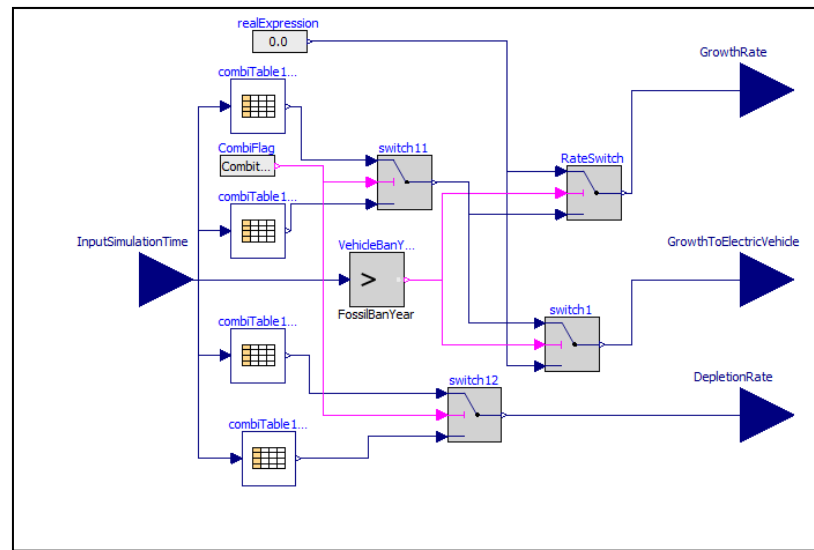 realExpression
0.0
GrowthRate
combiTable1...
CombiFlag
Combit...
switch11
RateSwitch
combiTable1...
InputSimulationTime
VehicleBanY...
>
FossilBanYear
GrowthToElectricVehicle
switch1
combiTable1...
switch12
DepletionRate
combiTable1...